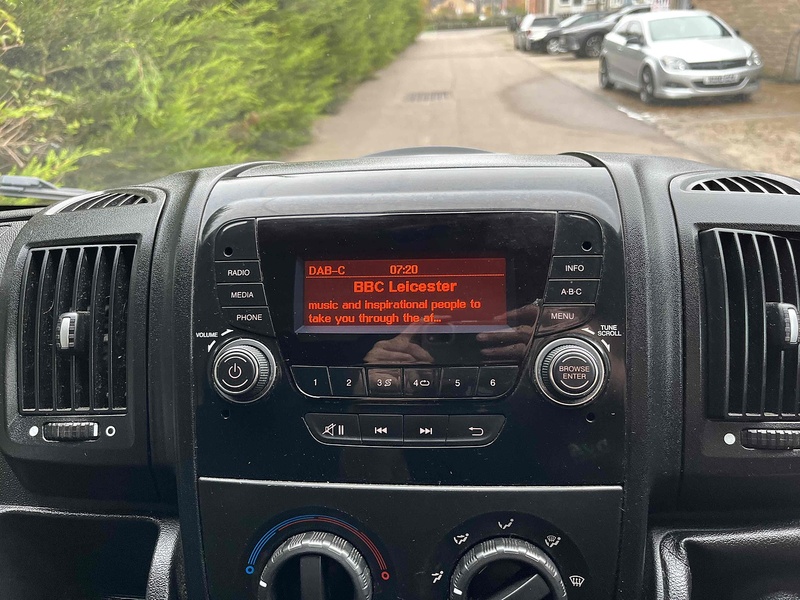 DAB-C 07:20
BBC Leicester
music and inspirational people to
take you through the af...
RADIO
MEDIA
PHONE
INFO
A·B·C
MENU
VOLUME
TUNE
SCROLL
BROWSE
ENTER
1 2 3 4 5 6